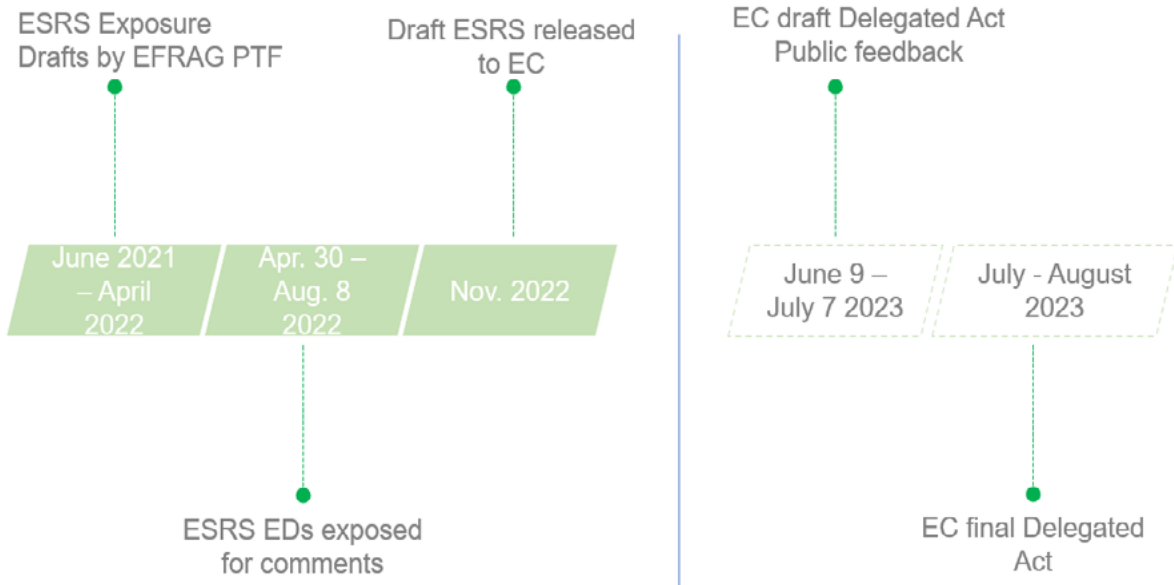 ESRS Exposure
Drafts by EFRAG PTF
Draft ESRS released
to EC
EC draft Delegated Act
Public feedback
June 2021
– April
2022
Apr. 30 –
Aug. 8
2022
Nov. 2022
June 9 –
July 7 2023
July - August
2023
ESRS EDs exposed
for comments
EC final Delegated
Act